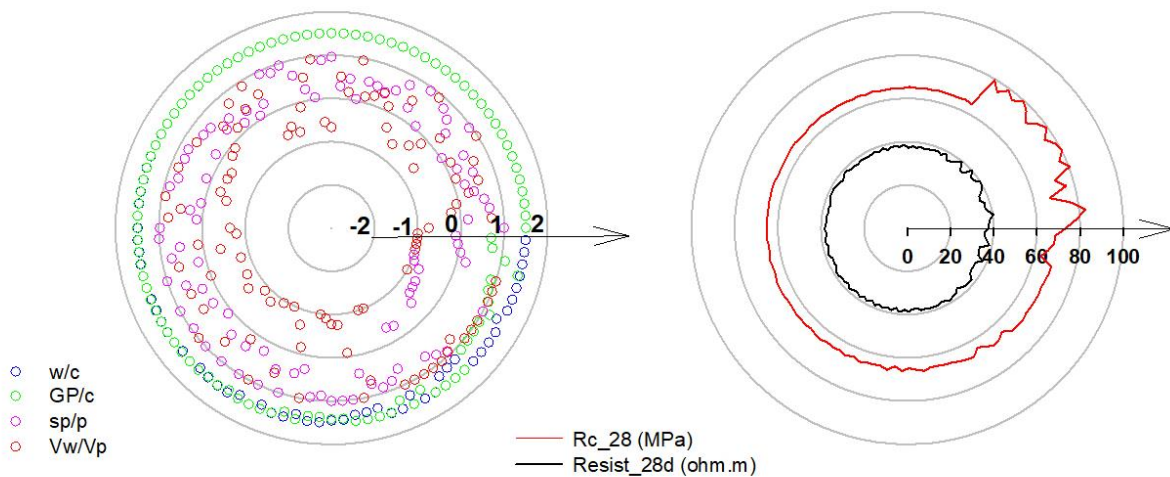 -2 -1 0 1 2
0 20 40 60 80 100
w/c
GP/c
sp/p
Vw/Vp
Rc_28 (MPa)
Resist_28d (ohm.m)